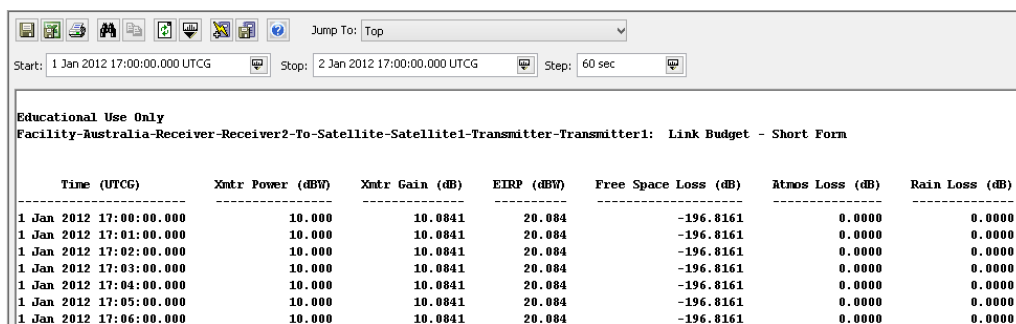 Jump To: Top
Start: 1 Jan 2012 17:00:00.000 UTCG Stop: 2 Jan 2012 17:00:00.000 UTCG Step: 60 sec
Educational Use Only
Facility-Australia-Receiver-Receiver2-To-Satellite-Satellite1-Transmitter-Transmitter1: Link Budget - Short Form
Time (UTCG) Xmtr Power (dBW) Xmtr Gain (dB) EIRP (dBW) Free Space Loss (dB) Atmos Loss (dB) Rain Loss (dB)
1 Jan 2012 17:00:00.000 10.000 10.0841 20.084 -196.8161 0.0000 0.0000
1 Jan 2012 17:01:00.000 10.000 10.0841 20.084 -196.8161 0.0000 0.0000
1 Jan 2012 17:02:00.000 10.000 10.0841 20.084 -196.8161 0.0000 0.0000
1 Jan 2012 17:03:00.000 10.000 10.0841 20.084 -196.8161 0.0000 0.0000
1 Jan 2012 17:04:00.000 10.000 10.0841 20.084 -196.8161 0.0000 0.0000
1 Jan 2012 17:05:00.000 10.000 10.0841 20.084 -196.8161 0.0000 0.0000
1 Jan 2012 17:06:00.000 10.000 10.0841 20.084 -196.8161 0.0000 0.0000